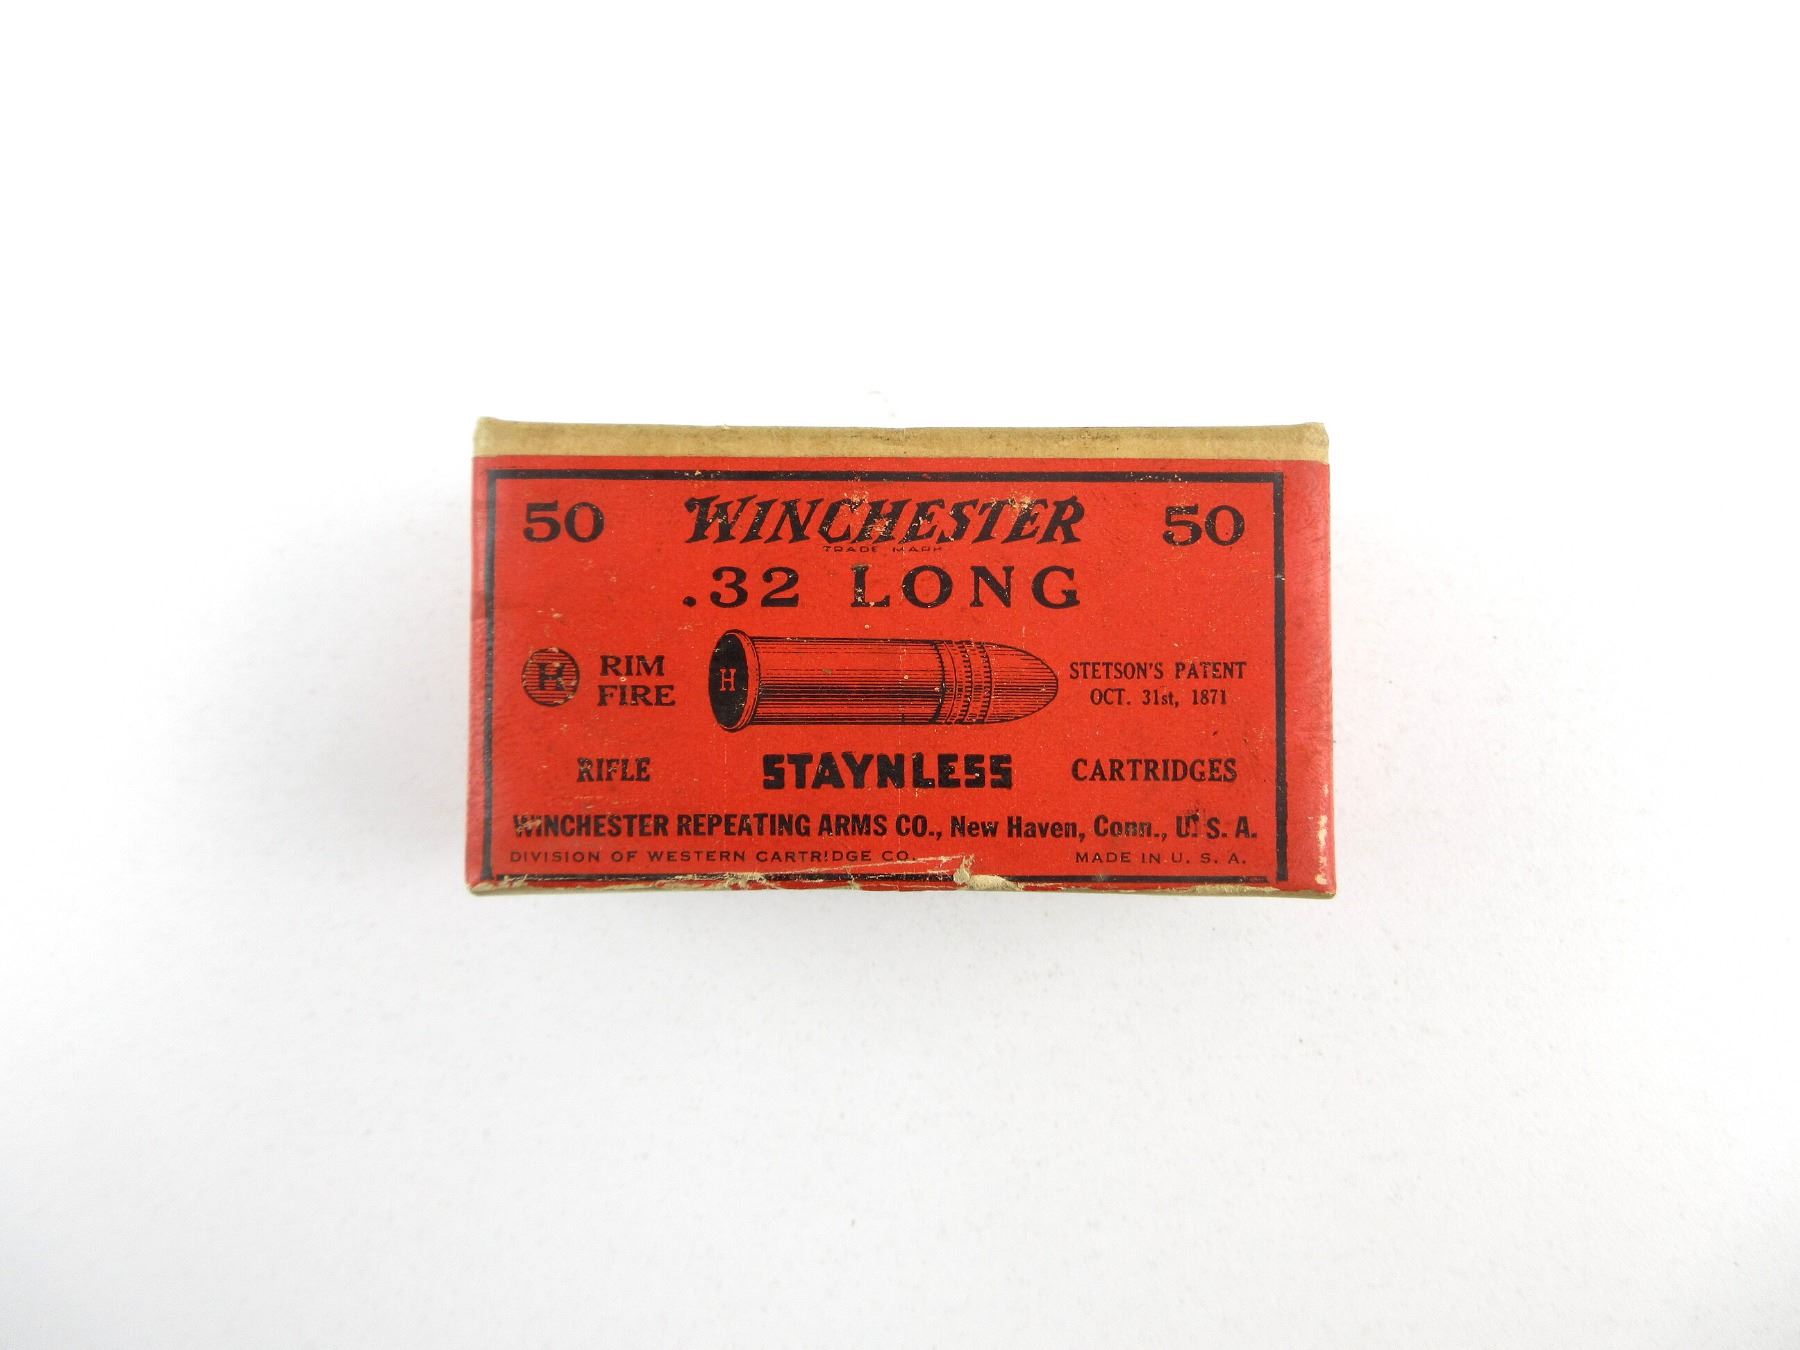 50 WINCHESTER 50
TRADE MARK
.32 LONG
H RIM FIRE H STETSON'S PATENT
OCT. 31st, 1871
RIFLE STAYNLESS CARTRIDGES
WINCHESTER REPEATING ARMS CO., New Haven, Conn., U. S. A.
DIVISION OF WESTERN CARTRIDGE CO. MADE IN U. S. A.